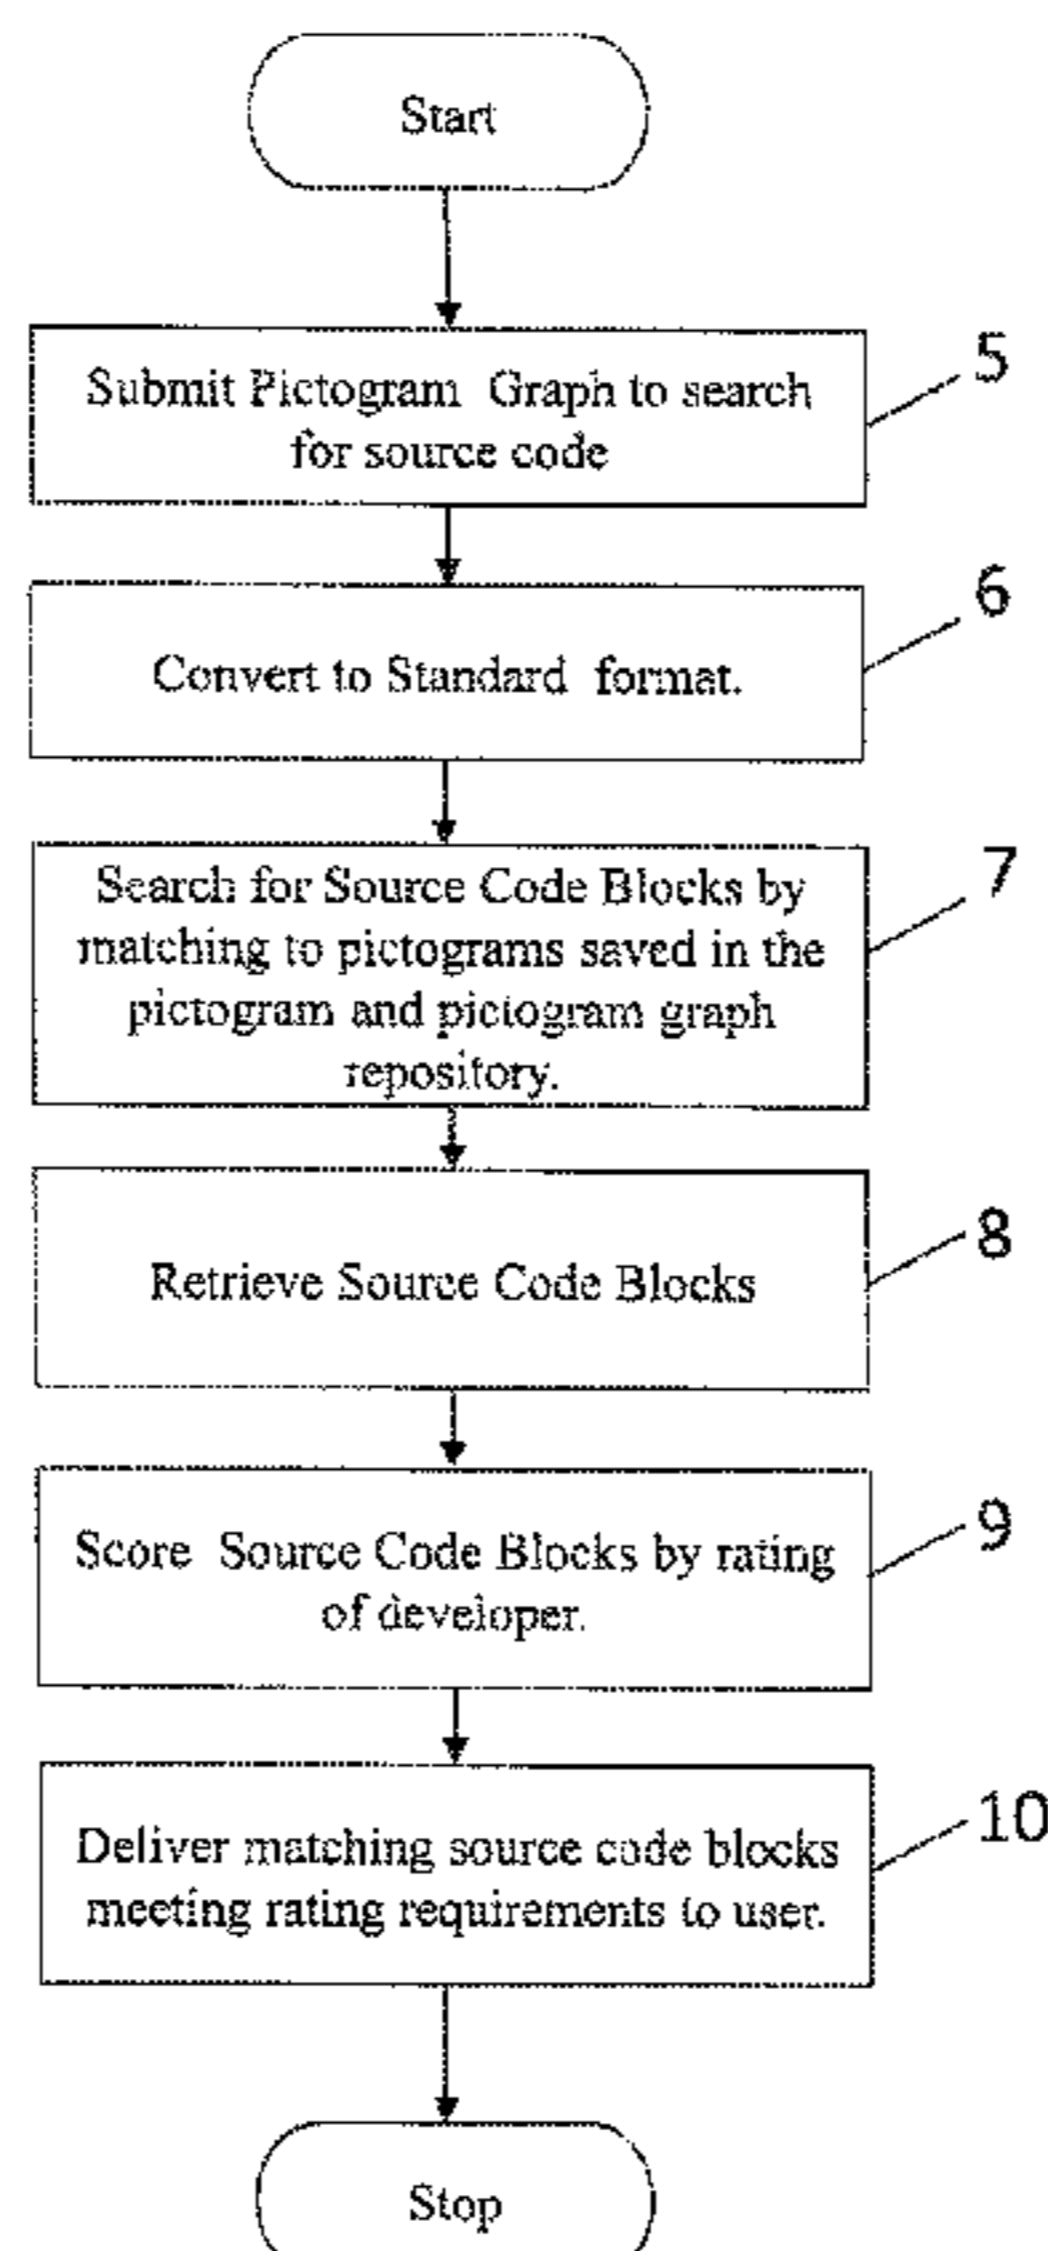 Start
Submit Pictogram Graph to search
for source code
5
Convert to Standard format.
6
Search for Source Code Blocks by
matching to pictograms saved in the
pictogram and pictogram graph
repository.
7
Retrieve Source Code Blocks
8
Score Source Code Blocks by rating
of developer.
9
Deliver matching source code blocks
meeting rating requirements to user.
10
Stop